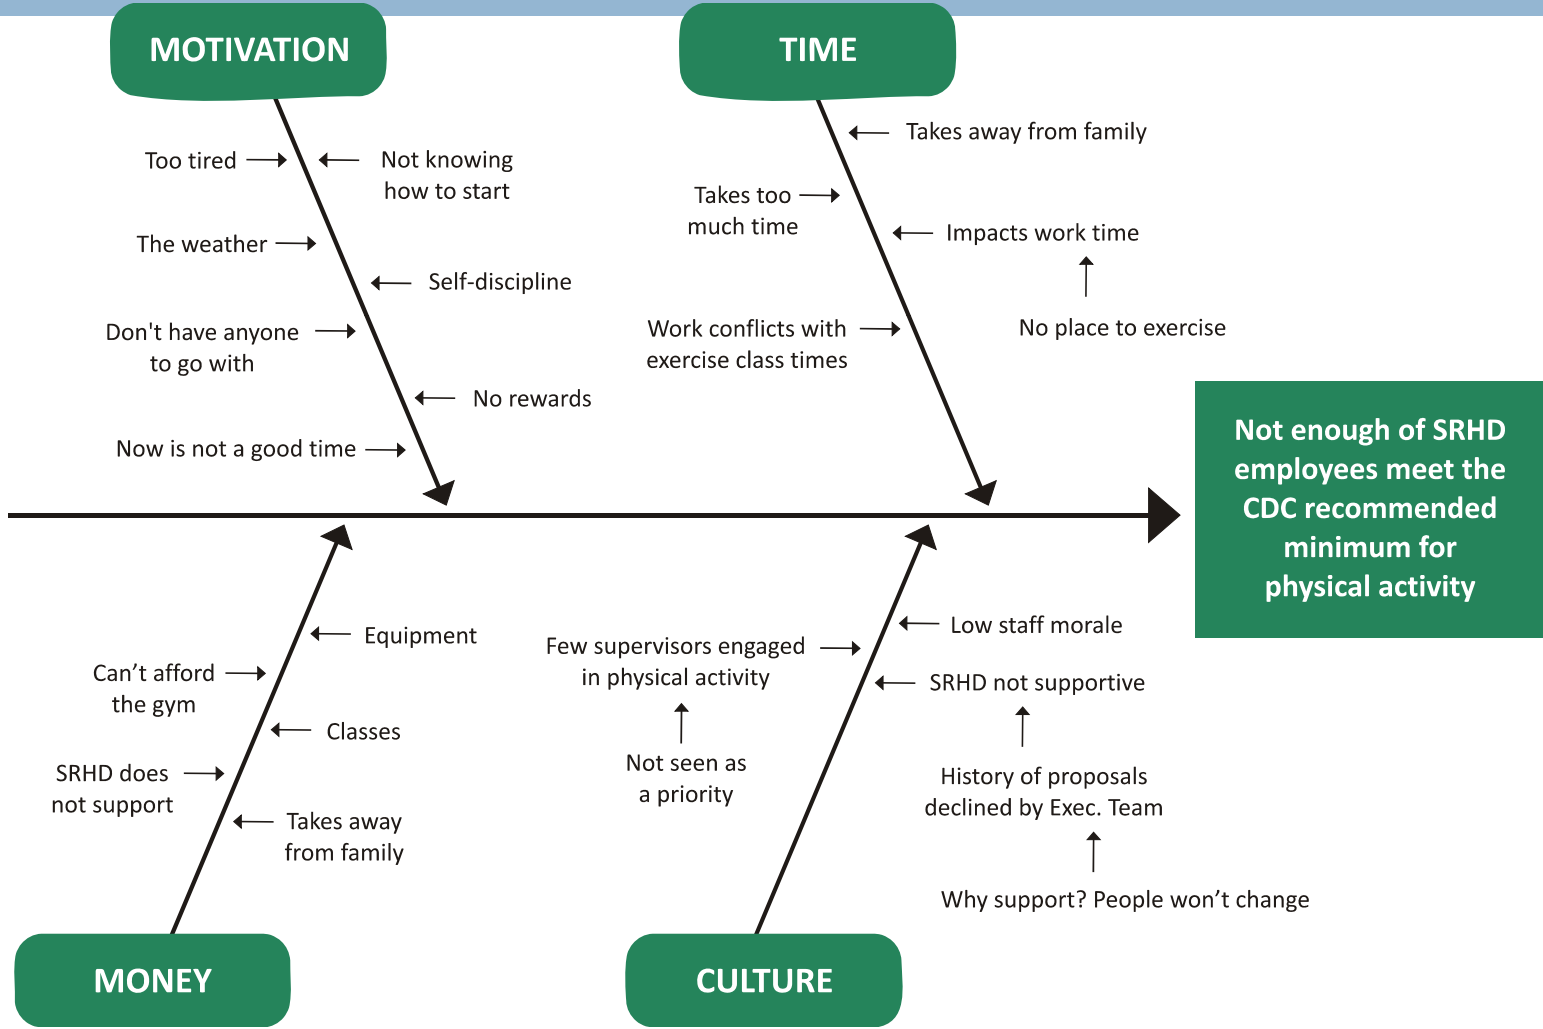 MOTIVATION
Too tired
Not knowing
how to start
The weather
Self-discipline
Don't have anyone
to go with
No rewards
Now is not a good time
TIME
Takes away from family
Takes too
much time
Impacts work time
No place to exercise
Work conflicts with
exercise class times
Not enough of SRHD
employees meet the
CDC recommended
minimum for
physical activity
Equipment
Can’t afford
the gym
Classes
SRHD does
not support
Takes away
from family
MONEY
Low staff morale
Few supervisors engaged
in physical activity
SRHD not supportive
Not seen as
a priority
History of proposals
declined by Exec. Team
Why support? People won’t change
CULTURE